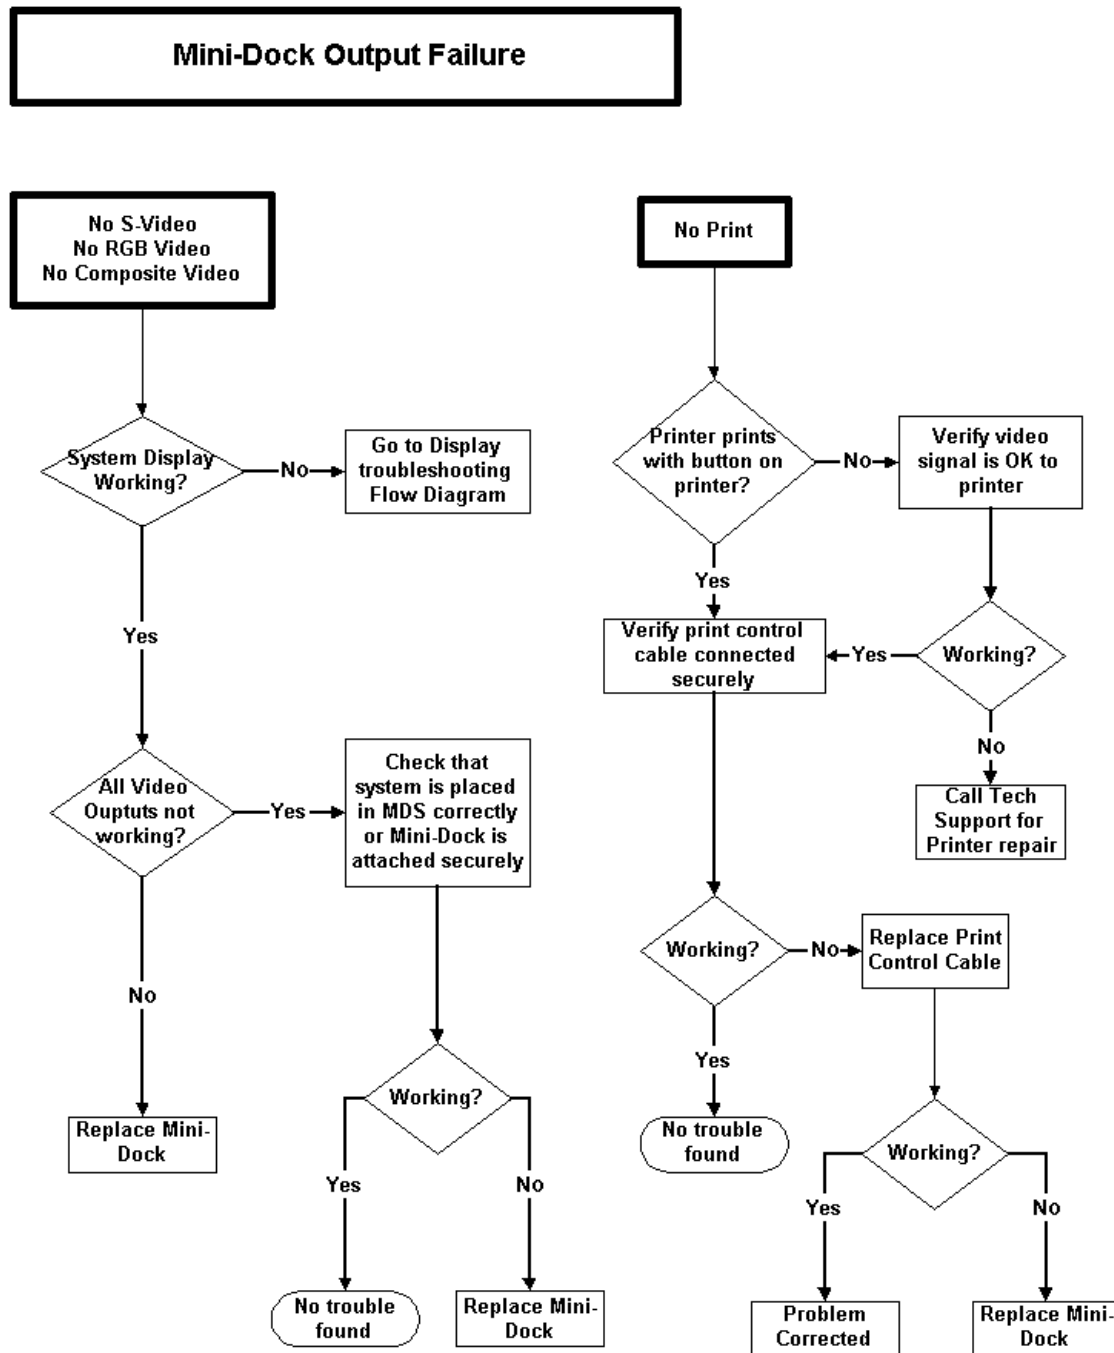 Mini-Dock Output Failure
No S-Video
No RGB Video
No Composite Video
System Display
Working?
No
Go to Display
troubleshooting
Flow Diagram
Yes
All Video
Ouptuts not
working?
Yes
Check that
system is placed
in MDS correctly
or Mini-Dock is
attached securely
No
Replace Mini-
Dock
Working?
Yes
No
No trouble
found
Replace Mini-
Dock
No Print
Printer prints
with button on
printer?
No
Verify video
signal is OK to
printer
Yes
Verify print control
cable connected
securely
Yes
Working?
No
Call Tech
Support for
Printer repair
Working?
No
Replace Print
Control Cable
Yes
No trouble
found
Working?
Yes
No
Problem
Corrected
Replace Mini-
Dock